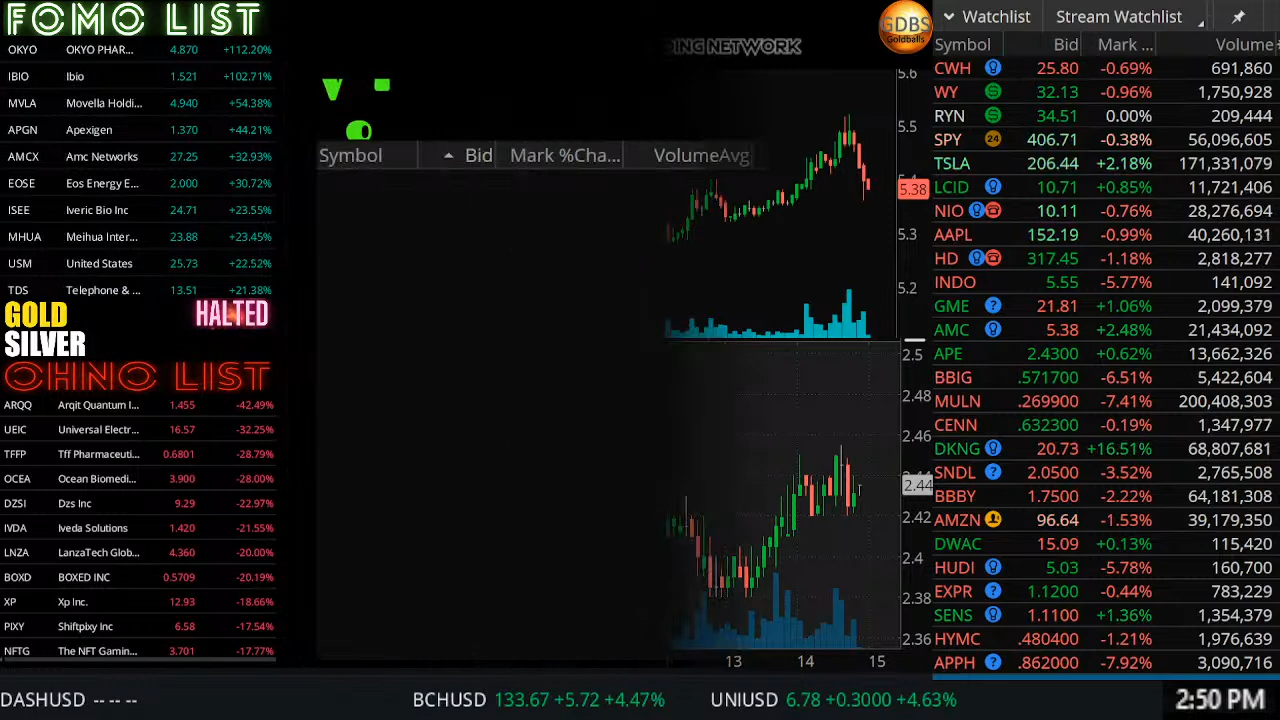 FOMO LIST
OKYO OKYO PHAR... 4.870 +112.20%
IBIO Ibio 1.521 +102.71%
MVLA Movella Holdi... 4.940 +54.38%
APGN Apexigen 1.370 +44.21%
AMCX Amc Networks 27.25 +32.93%
EOSE Eos Energy E... 2.000 +30.72%
ISEE Iveric Bio Inc 24.71 +23.55%
MHUA Meihua Inter... 23.88 +23.45%
USM United States 25.73 +22.52%
TDS Telephone & ... 13.51 +21.38%
GOLD HALTED
SILVER
OHNO LIST
ARQQ Arqit Quantum I... 1.455 -42.49%
UEIC Universal Electr... 16.57 -32.25%
TFFP Tff Pharmaceuti... 0.6801 -28.79%
OCEA Ocean Biomedi... 3.900 -28.00%
DZSI Dzs Inc 9.29 -22.97%
IVDA Iveda Solutions 1.420 -21.55%
LNZA LanzaTech Glob... 4.360 -20.00%
BOXD BOXED INC 0.5709 -20.19%
XP Xp Inc. 12.93 -18.66%
PIXY Shiftpixy Inc 6.58 -17.54%
NFTG The NFT Gamin... 3.701 -17.77%
Symbol Bid Mark %Cha... VolumeAvg
NETWORK
GDBS
Goldballs
5.6
5.5
5.38
5.3
5.2
2.5
2.48
2.46
2.44
2.42
2.4
2.38
2.36
13 14 15
Watchlist Stream Watchlist
Symbol Bid Mark ... Volume
CWH 25.80 -0.69% 691,860
WY 32.13 -0.96% 1,750,928
RYN 34.51 0.00% 209,444
SPY 24 406.71 -0.38% 56,096,605
TSLA 206.44 +2.18% 171,331,079
LCID 10.71 +0.85% 11,721,406
NIO 10.11 -0.76% 28,276,694
AAPL 152.19 -0.99% 40,260,131
HD 317.45 -1.18% 2,818,277
INDO 5.55 -5.77% 141,092
GME ? 21.81 +1.06% 2,099,379
AMC 5.38 +2.48% 21,434,092
APE 2.4300 +0.62% 13,662,326
BBIG .571700 -6.51% 5,422,604
MULN .269900 -7.41% 200,408,303
CENN .632300 -0.19% 1,347,977
DKNG 20.73 +16.51% 68,807,681
SNDL ? 2.0500 -3.52% 2,765,508
BBBY 1.7500 -2.22% 64,181,308
AMZN 96.64 -1.53% 39,179,350
DWAC 15.09 +0.13% 115,420
HUDI 5.03 -5.78% 160,700
EXPR ? 1.1200 -0.44% 783,229
SENS 1.1100 +1.36% 1,354,379
HYMC .480400 -1.21% 1,976,639
APPH ? .862000 -7.92% 3,090,716
DASHUSD -- -- -- BCHUSD 133.67 +5.72 +4.47% UNIUSD 6.78 +0.3000 +4.63% 2:50 PM